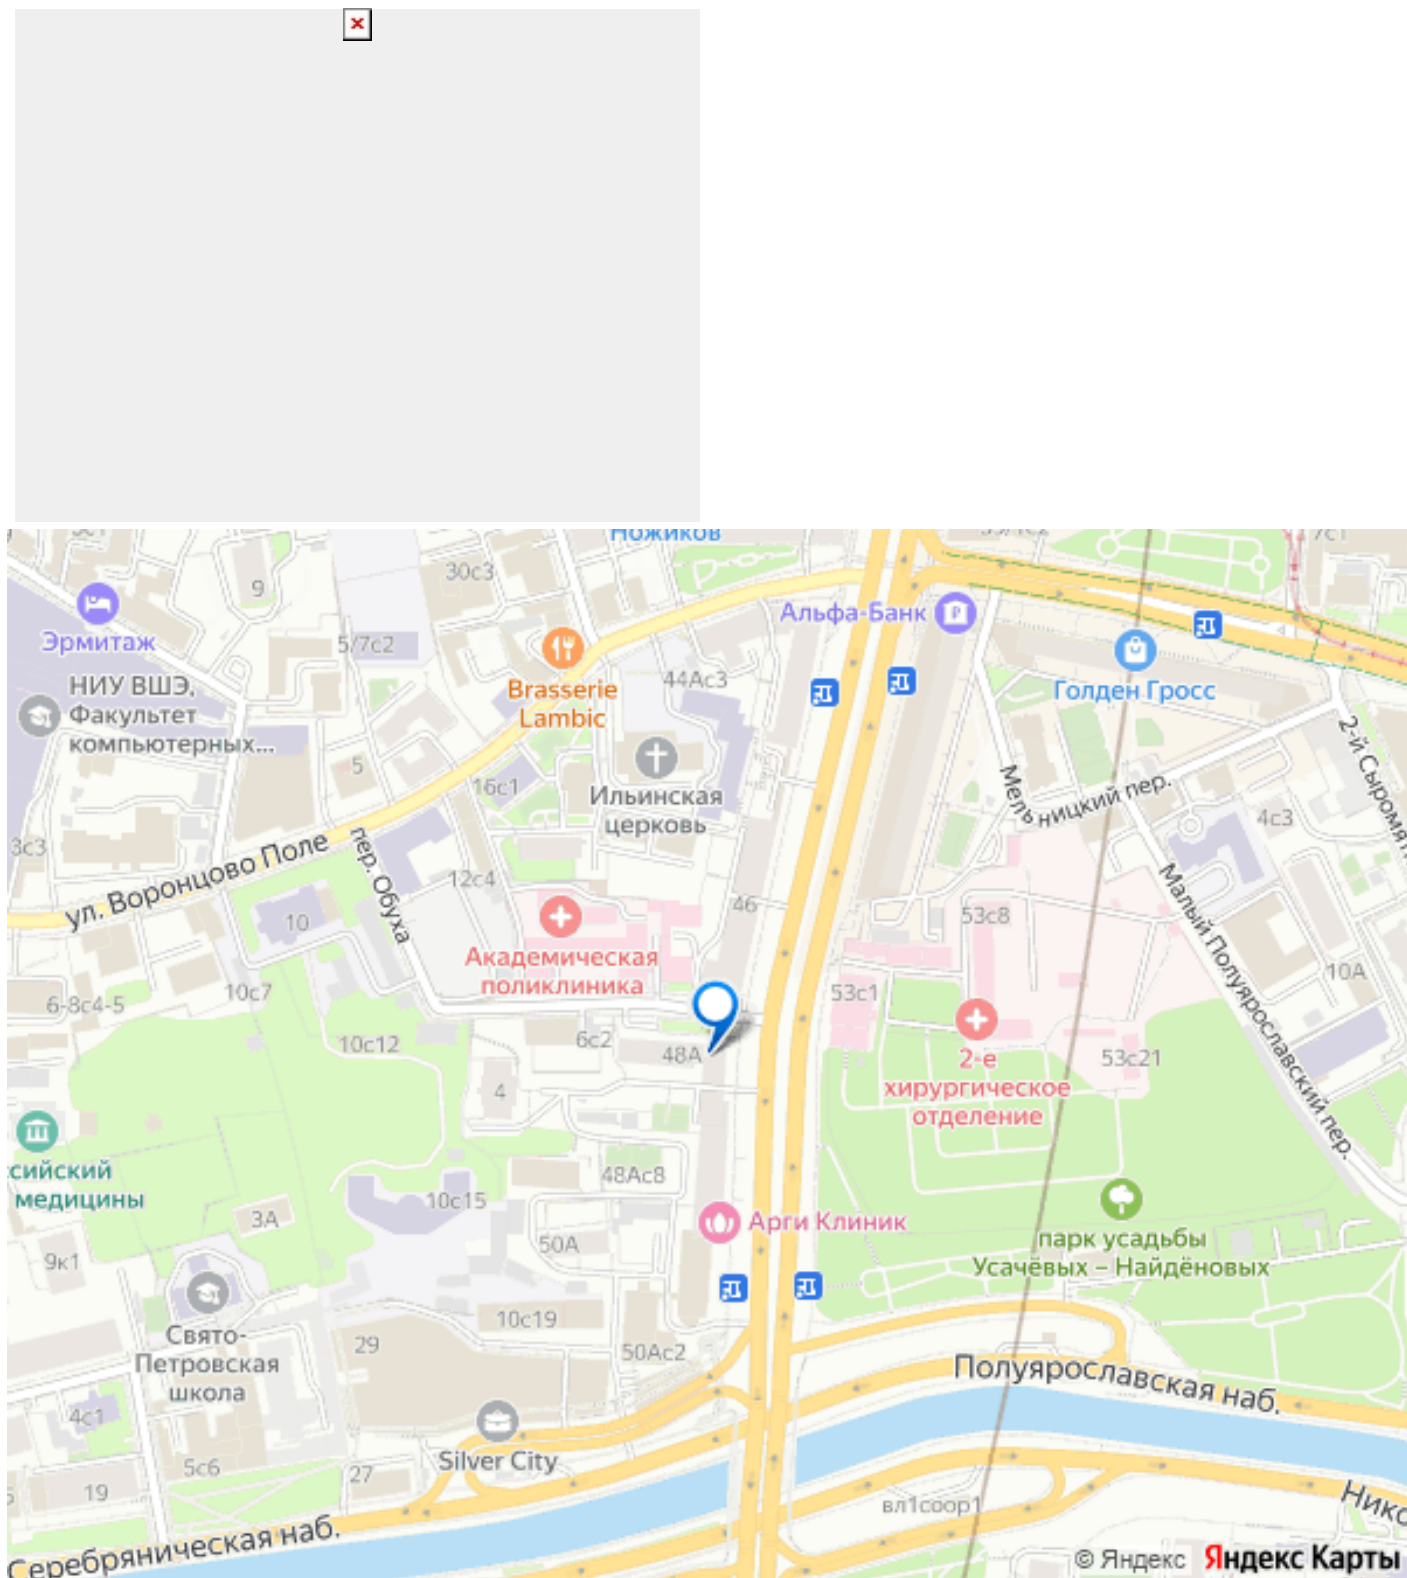 Ножиков
30с3
9
Альфа-Банк
Эрмитаж
5/7с2
НИУ ВШЭ,
Факультет
компьютерных...
Brasserie
Lambic
44Ас3
Голден Гросс
2-й Сыромят
5
16с1
Ильинская
церковь
Мельницкий пер.
4с3
3с3
ул. Воронцово Поле
пер. Обуха
12с4
46
53с8
Малый Полуярославский пер.
10
Академическая
поликлиника
10А
6-8с4-5
10с7
53с1
10с12
6с2
48А
2-е
хирургическое
отделение
53с21
4
ссийский
медицины
48Ас8
10с15
3А
Арги Клиник
9к1
50А
парк усадьбы
Усачёвых – Найдёновых
10с19
Свято-
Петровская
школа
29
50Ас2
Полуярославская наб.
4с1
Silver City
5с6
27
19
вл1соор1
Нико
Серебряническая наб.
© Яндекс Яндекс Карты